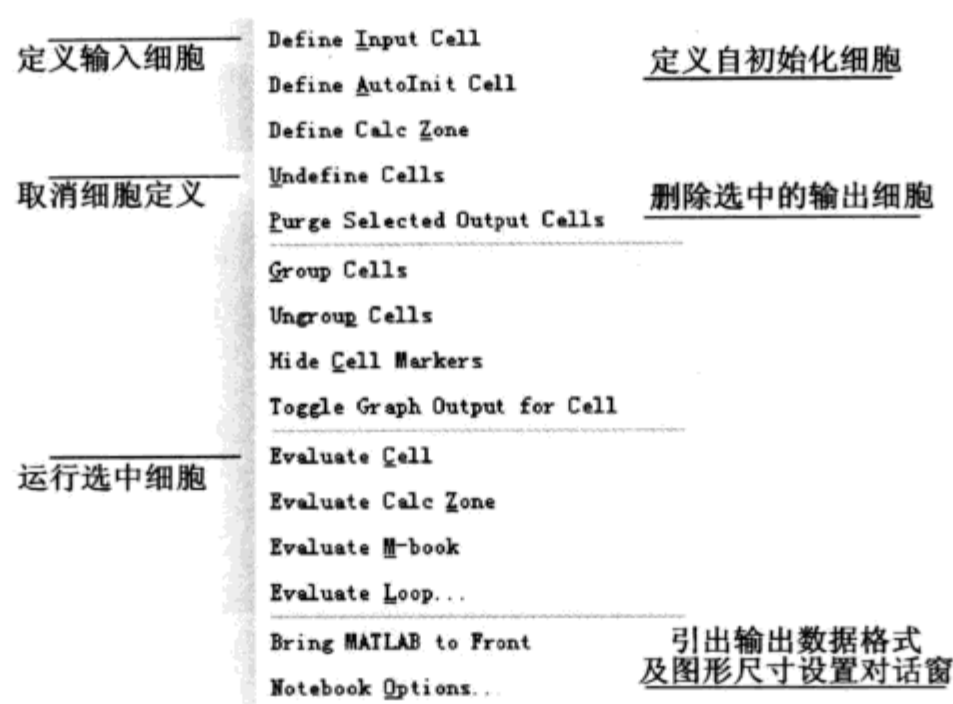 定义输入细胞
Define Input Cell
定义自初始化细胞
Define AutoInit Cell
Define Calc Zone
取消细胞定义
Undefine Cells
删除选中的输出细胞
Purge Selected Output Cells
Group Cells
Ungroup Cells
Hide Cell Markers
Toggle Graph Output for Cell
运行选中细胞
Evaluate Cell
Evaluate Calc Zone
Evaluate M-book
Evaluate Loop...
Bring MATLAB to Front
引出输出数据格式
及图形尺寸设置对话窗
Notebook Options...